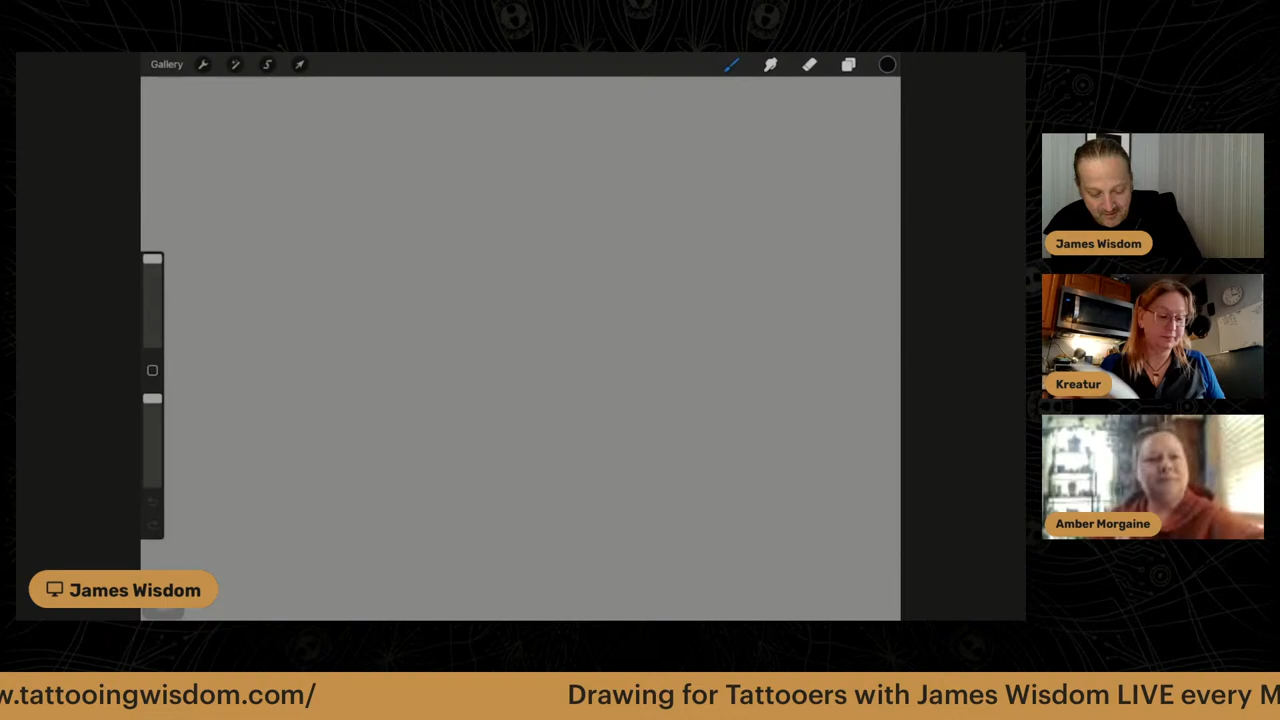 Gallery
James Wisdom
Kreatur
Amber Morgaine
James Wisdom
w.tattooingwisdom.com/
Drawing for Tattooers with James Wisdom LIVE every M